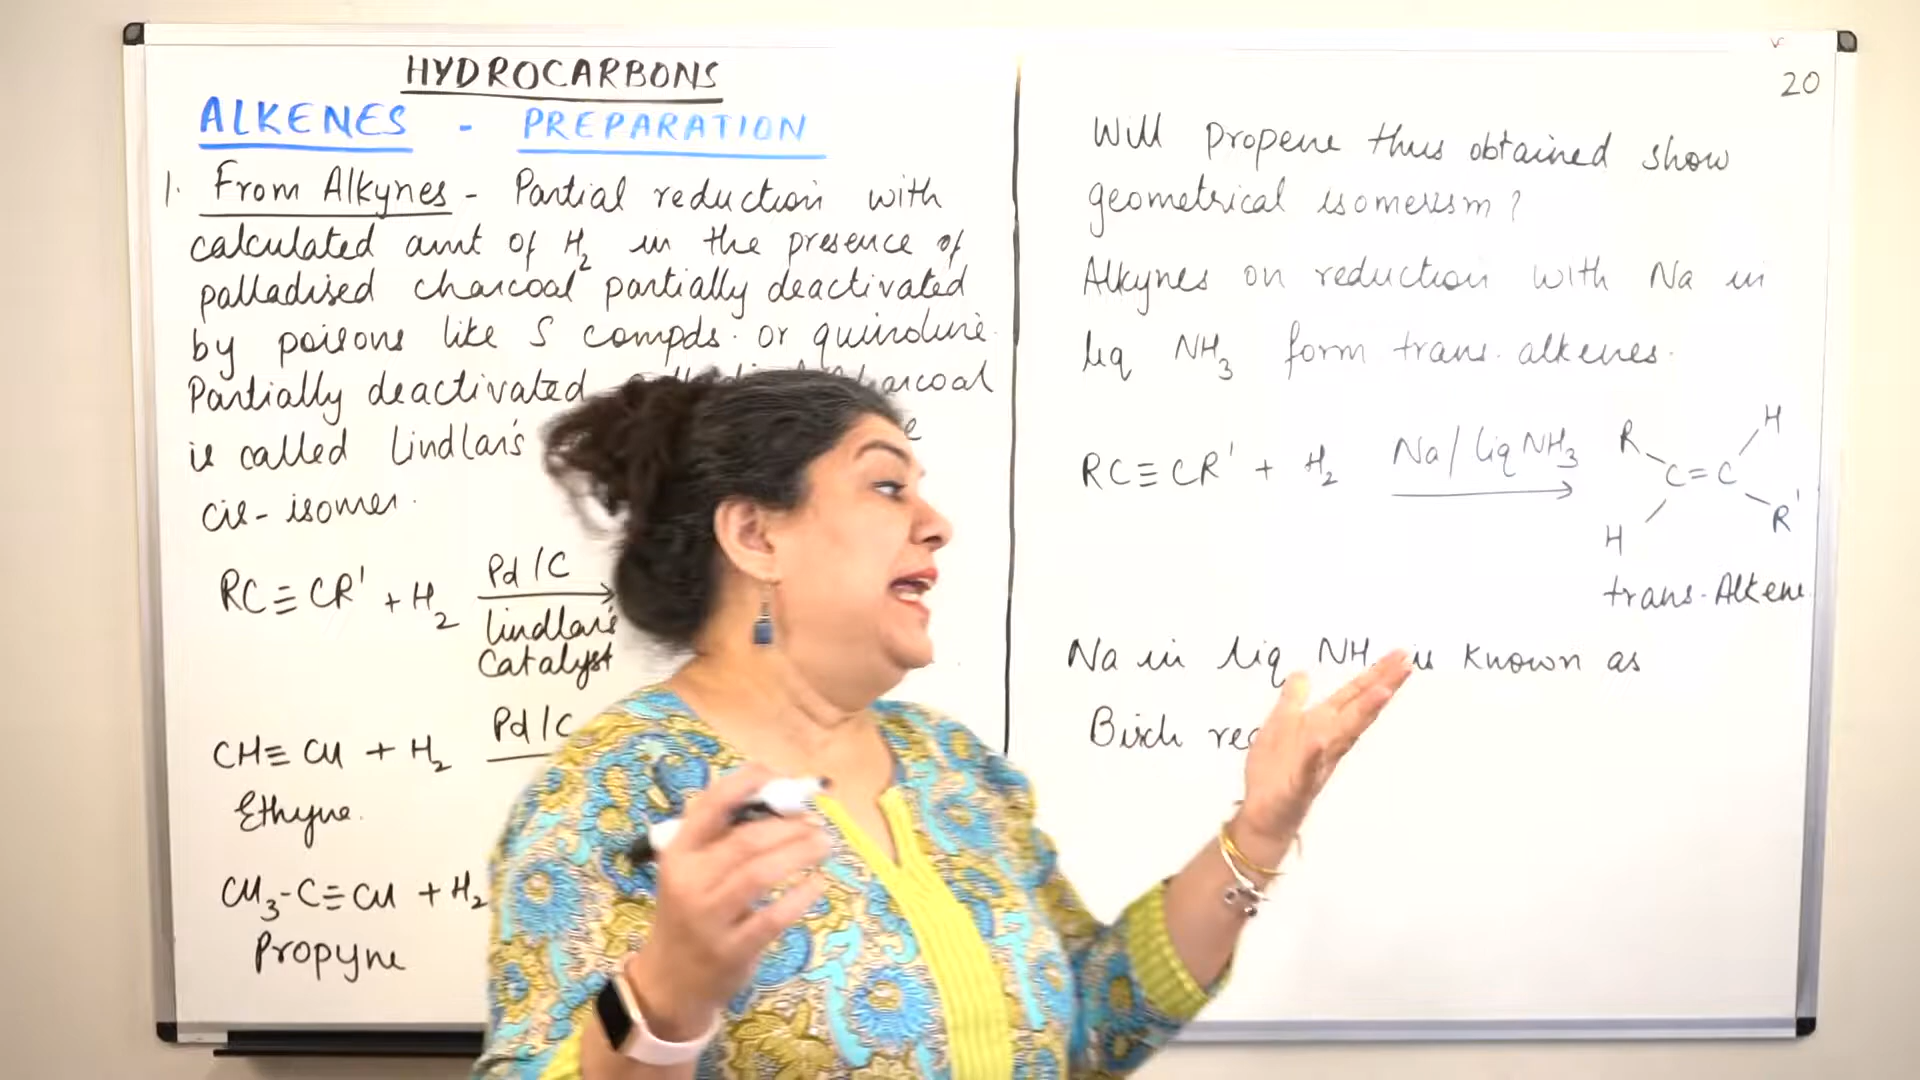 HYDROCARBONS
ALKENES - PREPARATION
1. From Alkynes - Partial reduction with
calculated amt of H2 in the presence of
palladised charcoal partially deactivated
by poisons like S compds. or quinoline.
Partially deactivated charcoal
is called Lindlar's
cis-isomer.
RC≡CR' + H2 Pd/C
Lindlar's
Catalyst
CH≡CH + H2 Pd/C
Ethyne.
CH3-C≡CH + H2
Propyne
20
Will propene thus obtained show
geometrical isomerism?
Alkynes on reduction with Na in
liq NH3 form trans. alkenes.
RC≡CR' + H2 Na/liq NH3
R H
C=C
H R'
trans-Alkene
Na in liq NH is known as
Birch